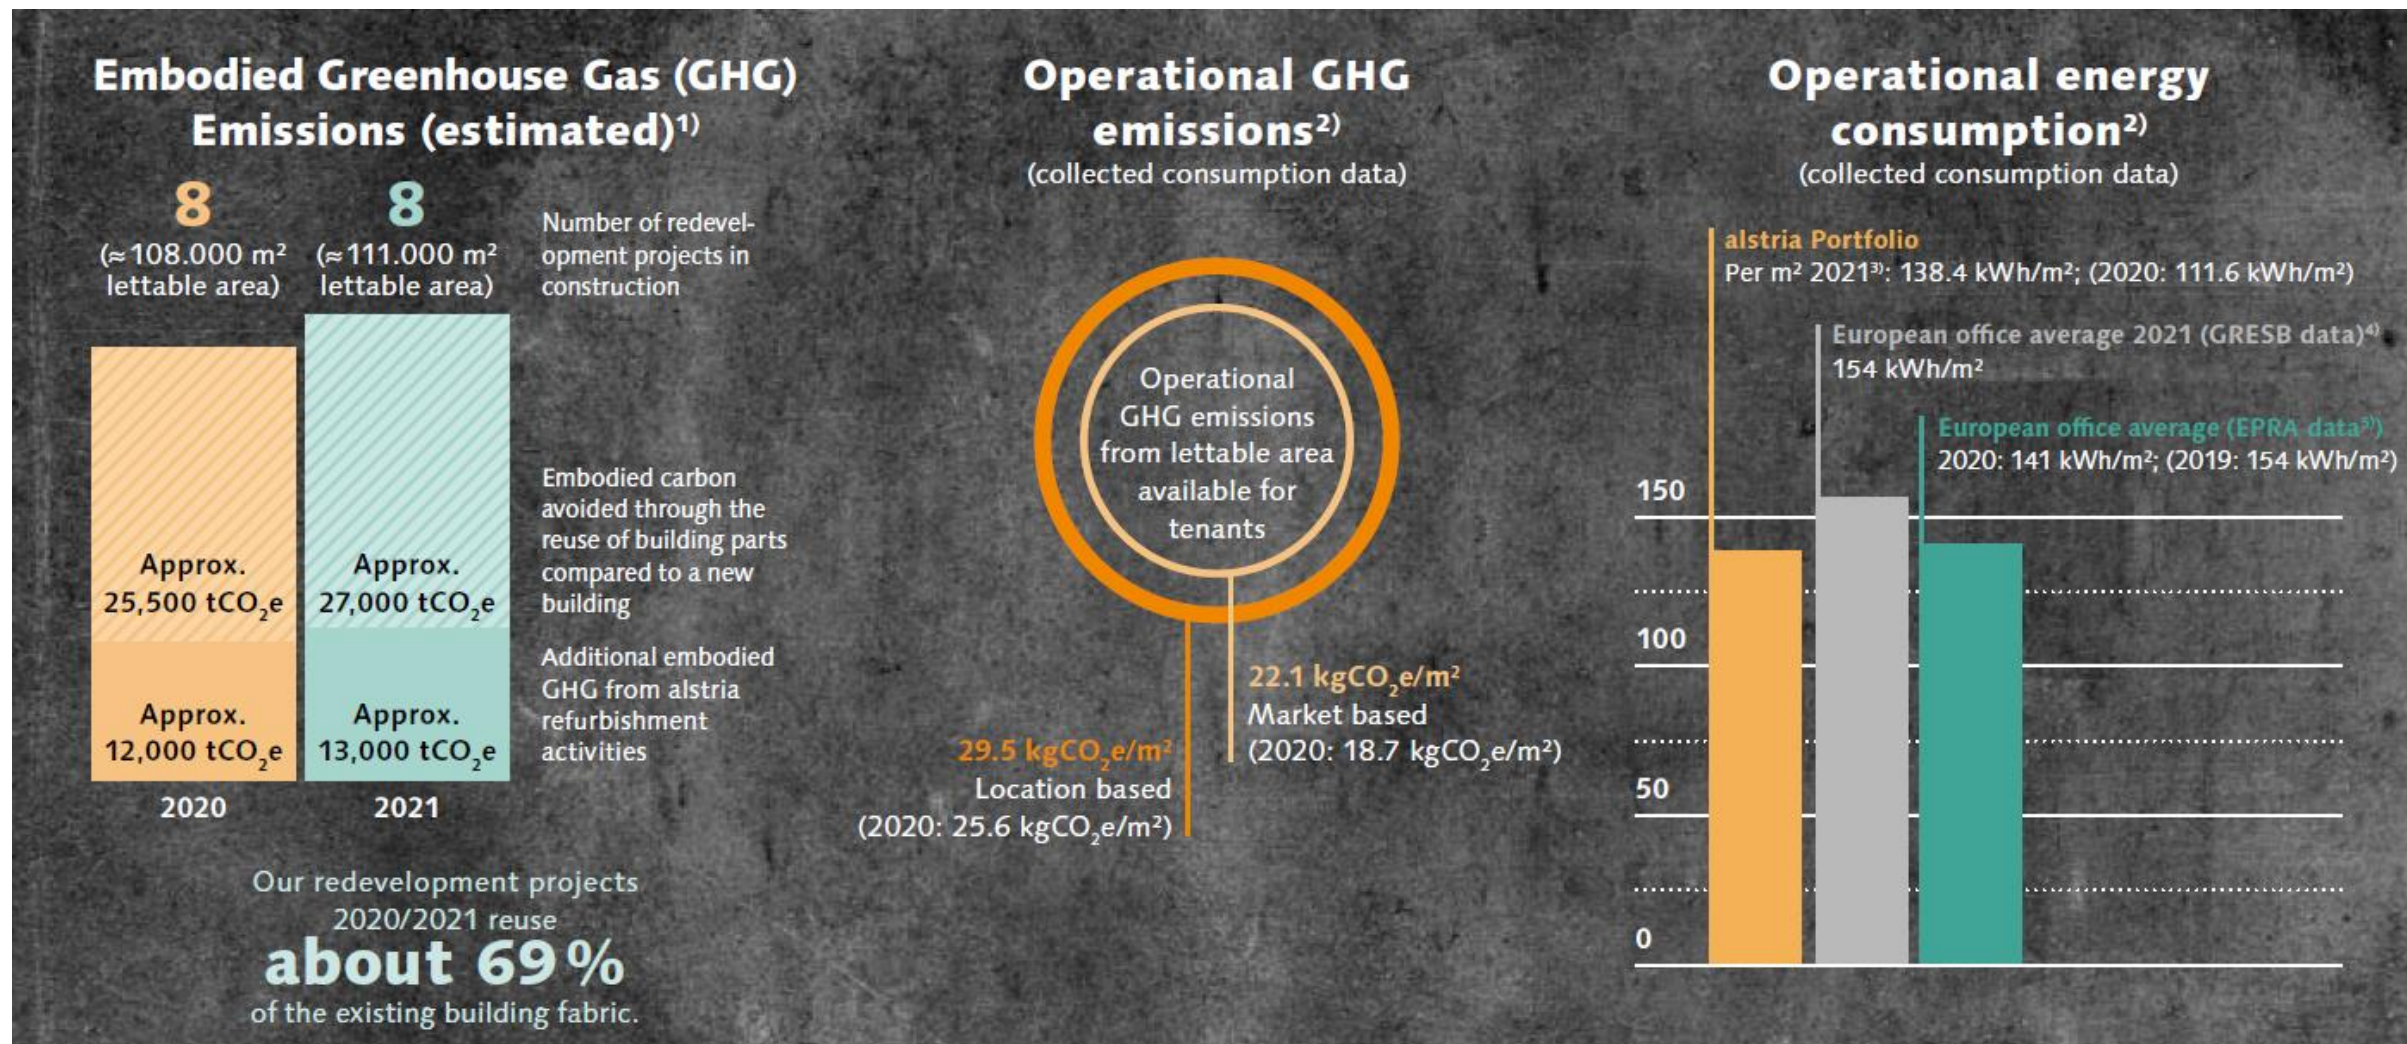 Embodied Greenhouse Gas (GHG)
Emissions (estimated)¹⁾
8
(≈108.000 m²
lettable area)
8
(≈111.000 m²
lettable area)
Number of redevel-
opment projects in
construction
Approx.
25,500 tCO₂e
Approx.
27,000 tCO₂e
Embodied carbon
avoided through the
reuse of building parts
compared to a new
building
Approx.
12,000 tCO₂e
Approx.
13,000 tCO₂e
Additional embodied
GHG from alstria
refurbishment
activities
2020
2021
Our redevelopment projects
2020/2021 reuse
about 69 %
of the existing building fabric.
Operational GHG
emissions²⁾
(collected consumption data)
Operational
GHG emissions
from lettable area
available for
tenants
22.1 kgCO₂e/m²
Market based
(2020: 18.7 kgCO₂e/m²)
29.5 kgCO₂e/m²
Location based
(2020: 25.6 kgCO₂e/m²)
Operational energy
consumption²⁾
(collected consumption data)
alstria Portfolio
Per m² 2021³⁾: 138.4 kWh/m²; (2020: 111.6 kWh/m²)
European office average 2021 (GRESB data)⁴⁾
154 kWh/m²
European office average (EPRA data⁵⁾)
2020: 141 kWh/m²; (2019: 154 kWh/m²)
150
100
50
0